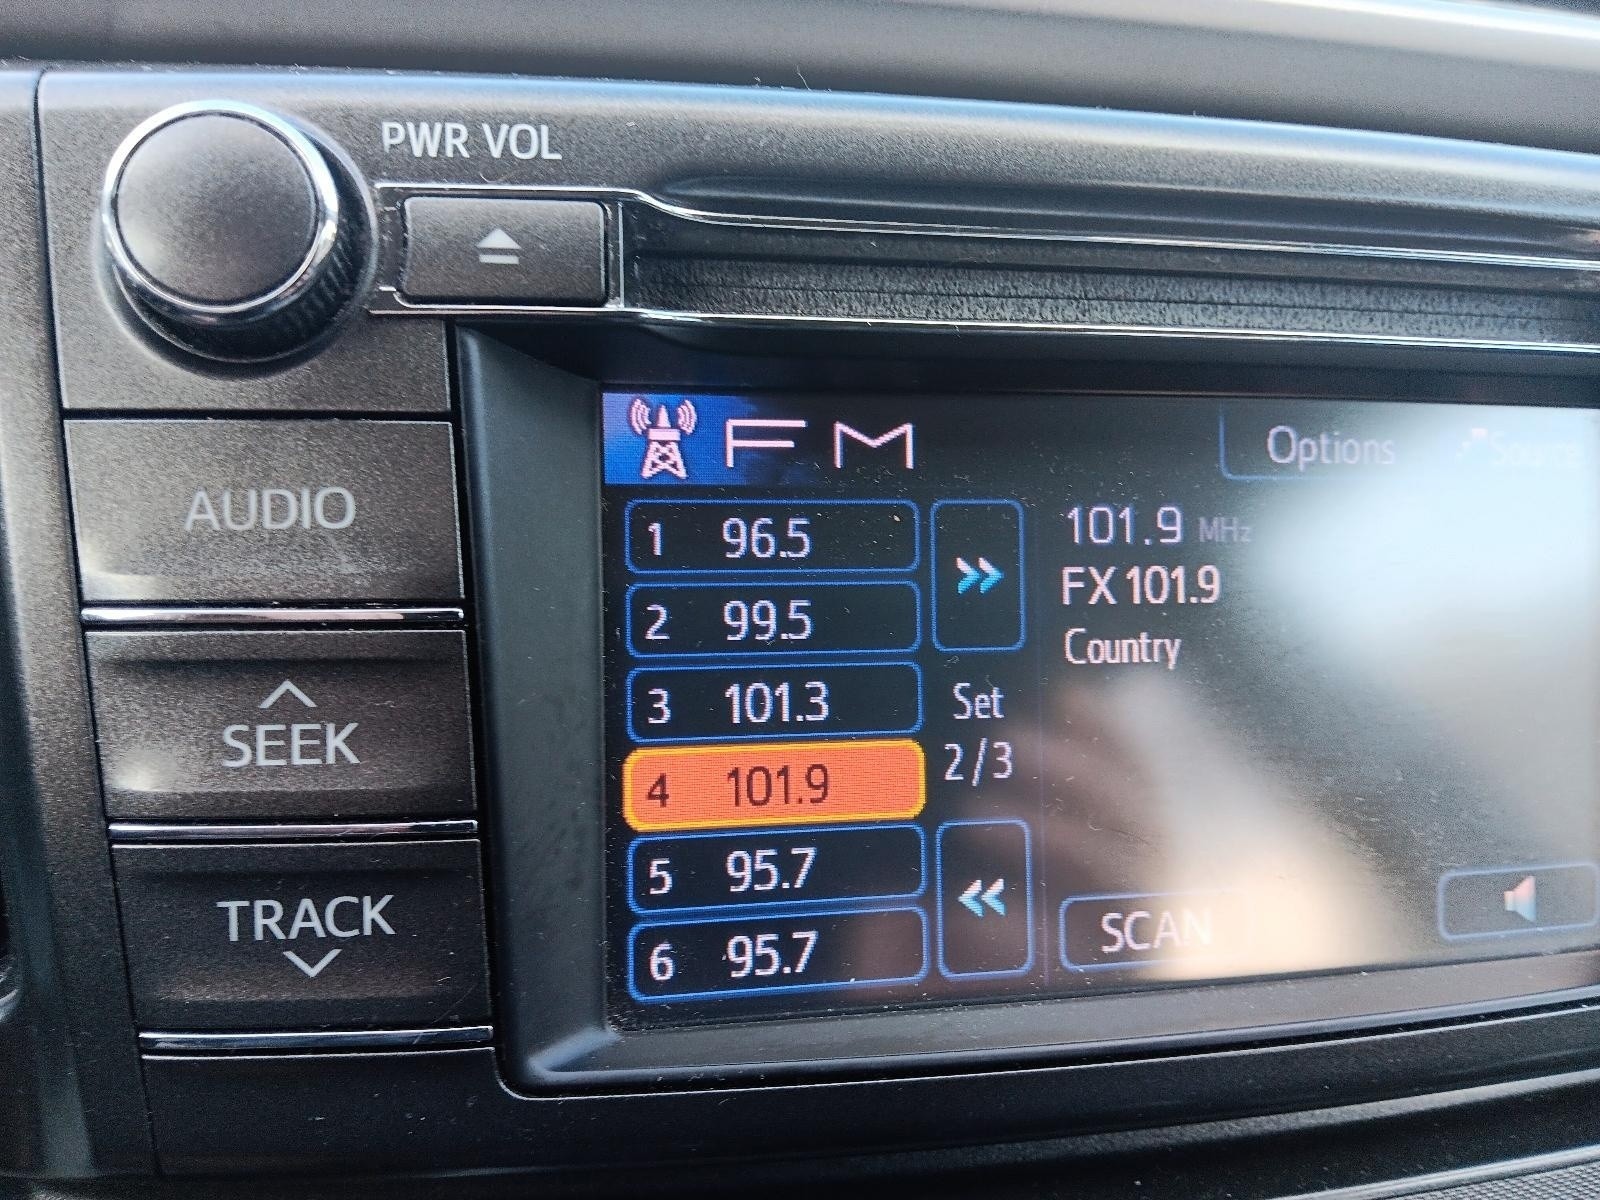 PWR VOL
AUDIO
SEEK
TRACK
FM
Options
Source
1 96.5
2 99.5
3 101.3
4 101.9
5 95.7
6 95.7
Set
2/3
101.9 MHz
FX 101.9
Country
SCAN